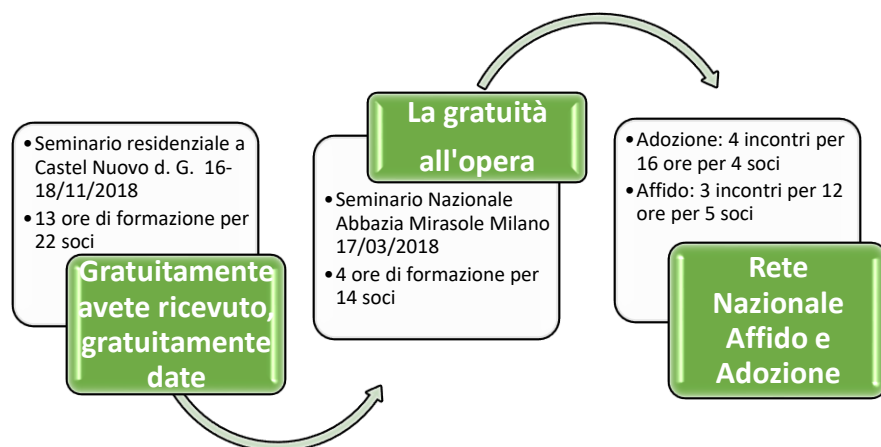 • Seminario residenziale a
Castel Nuovo d. G. 16-
18/11/2018
• 13 ore di formazione per
22 soci
Gratuitamente
avete ricevuto,
gratuitamente
date
La gratuità
all'opera
• Seminario Nazionale
Abbazia Mirasole Milano
17/03/2018
• 4 ore di formazione per
14 soci
• Adozione: 4 incontri per
16 ore per 4 soci
• Affido: 3 incontri per 12
ore per 5 soci
Rete
Nazionale
Affido e
Adozione